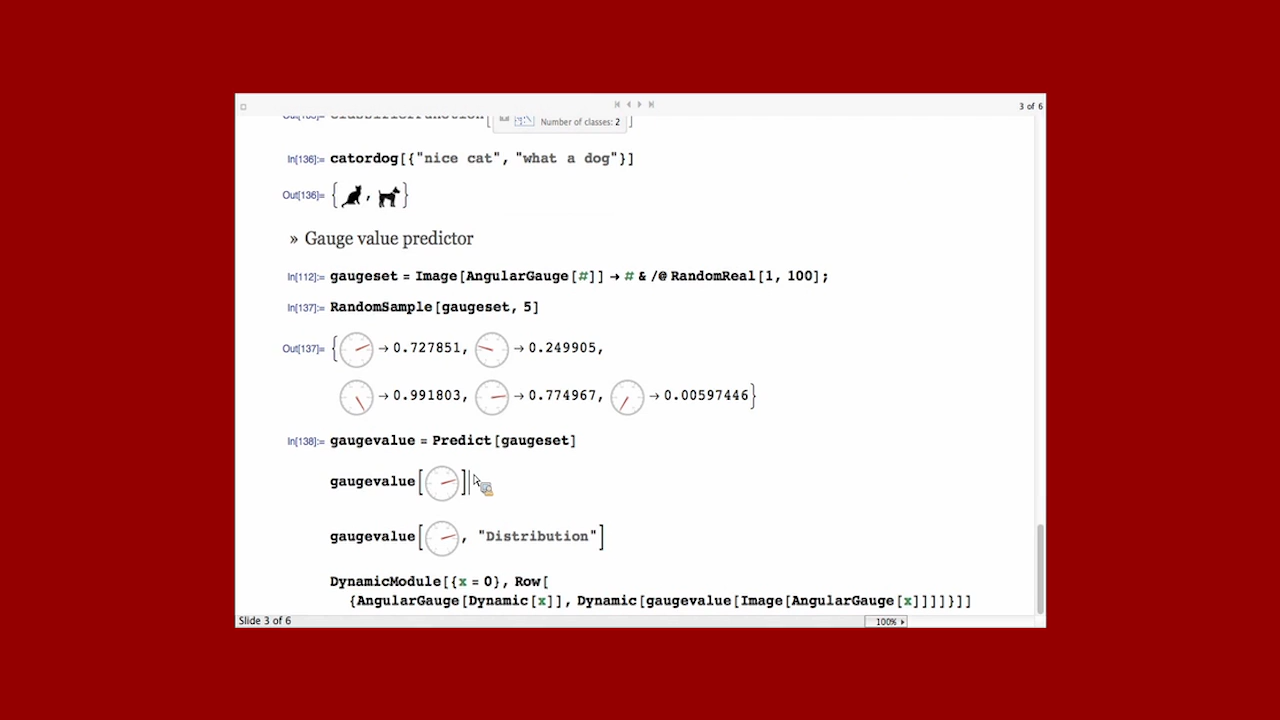 3 of 6
Number of classes: 2
In[136]:= catordog[{"nice cat", "what a dog"}]
Out[136]= { , }
» Gauge value predictor
In[112]:= gaugeset = Image[AngularGauge[#]] → # & /@ RandomReal[1, 100];
In[137]:= RandomSample[gaugeset, 5]
Out[137]= { → 0.727851, → 0.249905,
→ 0.991803, → 0.774967, → 0.00597446}
In[138]:= gaugevalue = Predict[gaugeset]
gaugevalue[ ]
gaugevalue[ , "Distribution"]
DynamicModule[{x = 0}, Row[
{AngularGauge[Dynamic[x]], Dynamic[gaugevalue[Image[AngularGauge[x]]]]}]]
Slide 3 of 6
100%